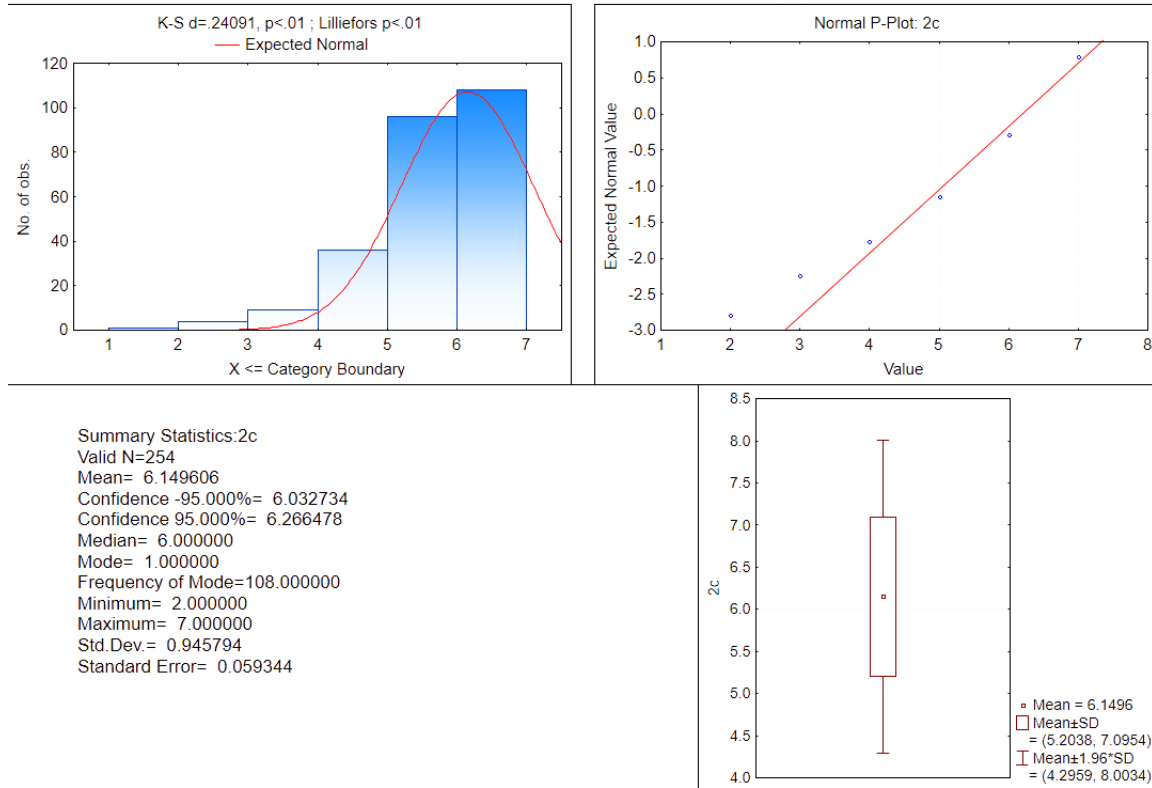 K-S d=.24091, p<.01 ; Lilliefors p<.01
Expected Normal
120
100
80
60
40
20
0
No. of obs.
1 2 3 4 5 6 7
X <= Category Boundary
Normal P-Plot: 2c
1.0
0.5
0.0
-0.5
-1.0
-1.5
-2.0
-2.5
-3.0
Expected Normal Value
1 2 3 4 5 6 7 8
Value
Summary Statistics:2c
Valid N=254
Mean= 6.149606
Confidence -95.000%= 6.032734
Confidence 95.000%= 6.266478
Median= 6.000000
Mode= 1.000000
Frequency of Mode=108.000000
Minimum= 2.000000
Maximum= 7.000000
Std.Dev.= 0.945794
Standard Error= 0.059344
8.5
8.0
7.5
7.0
6.5
6.0
5.5
5.0
4.5
4.0
2c
Mean = 6.1496
Mean±SD
= (5.2038, 7.0954)
Mean±1.96*SD
= (4.2959, 8.0034)